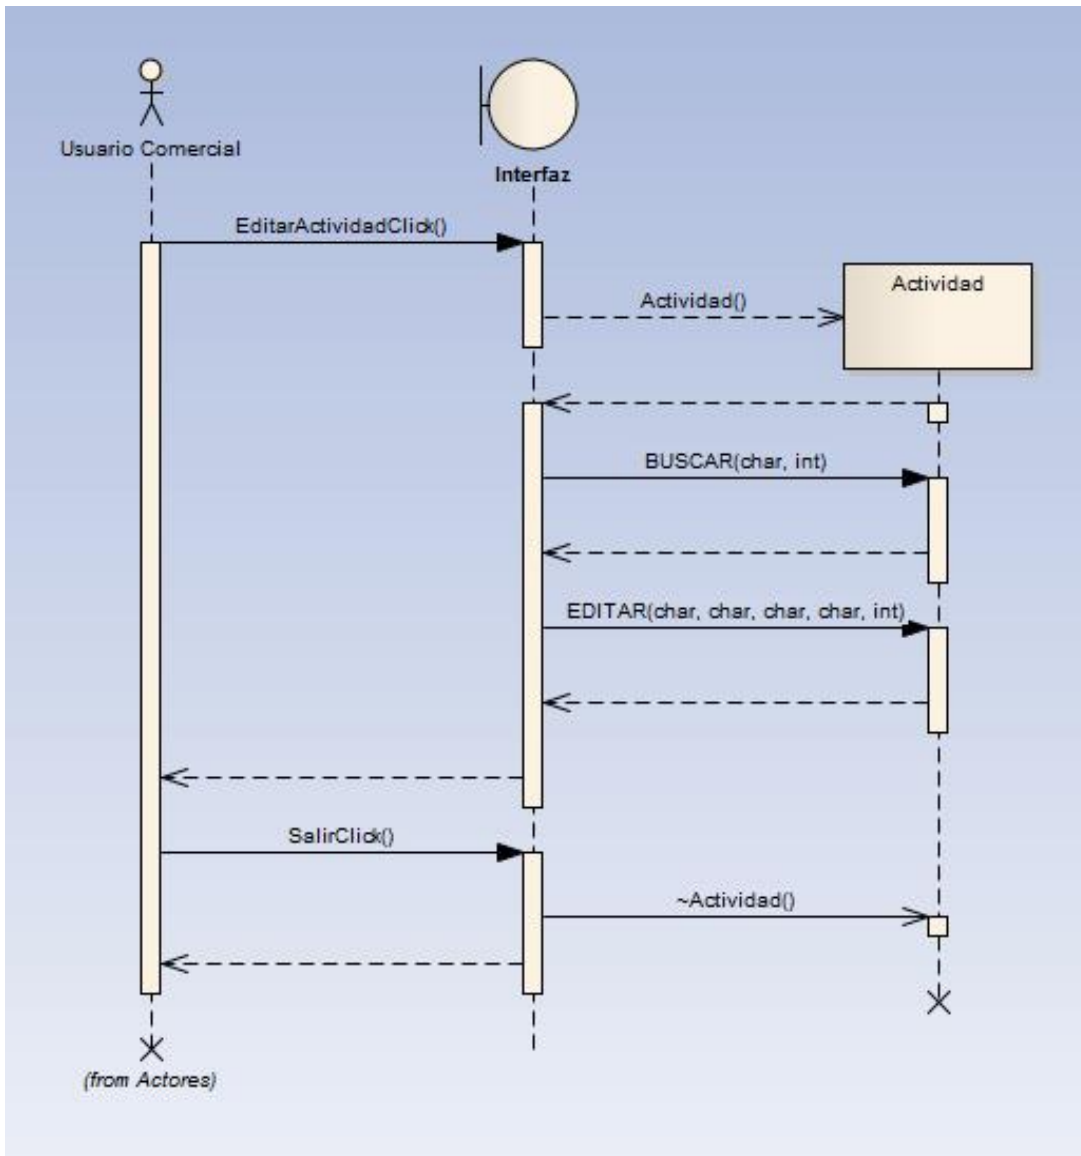 Usuario Comercial
Interfaz
EditarActividadClick()
Actividad
Actividad()
BUSCAR(char, int)
EDITAR(char, char, char, char, int)
SalirClick()
~Actividad()
(from Actores)